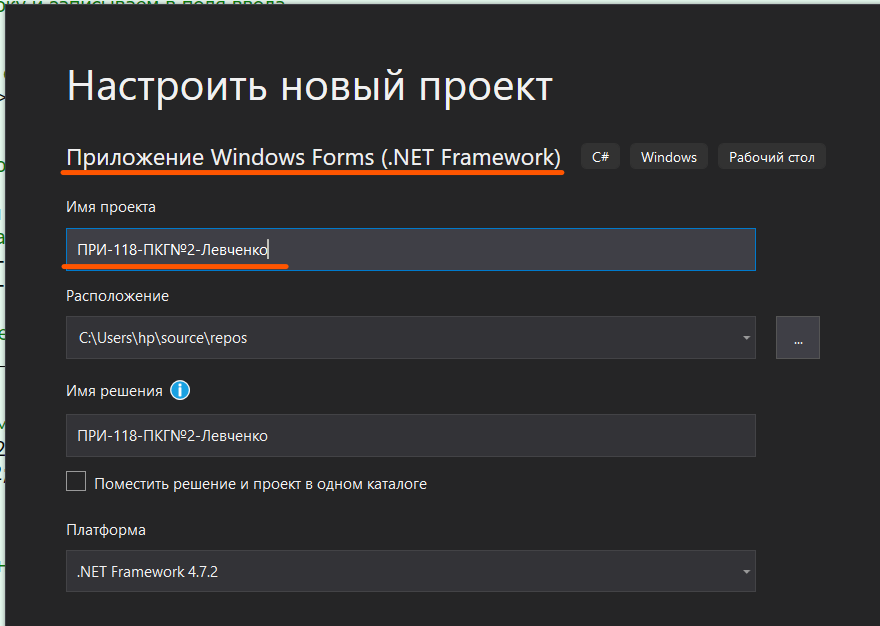 Настроить новый проект
Приложение Windows Forms (.NET Framework) C# Windows Рабочий стол
Имя проекта
ПРИ-118-ПКГ№2-Левченко
Расположение
C:\Users\hp\source\repos
...
Имя решения
ПРИ-118-ПКГ№2-Левченко
Поместить решение и проект в одном каталоге
Платформа
.NET Framework 4.7.2